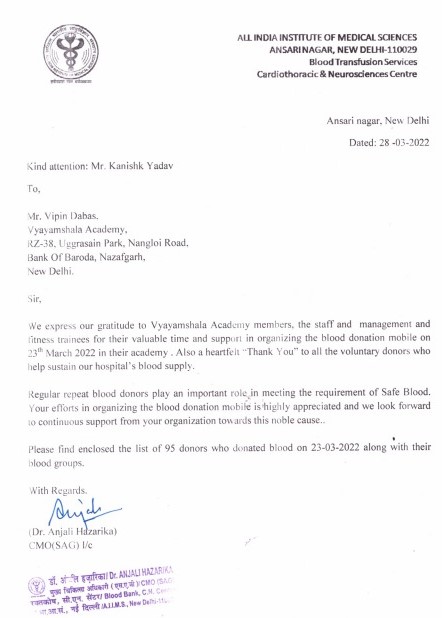 ALL INDIA INSTITUTE OF MEDICAL SCIENCES
ANSARI NAGAR, NEW DELHI-110029
Blood Transfusion Services
Cardiothoracic & Neurosciences Centre
Ansari nagar, New Delhi
Dated: 28 -03-2022
Kind attention: Mr. Kanishk Yadav
To,
Mr. Vipin Dabas.
Vyayamshala Academy,
RZ-38, Uggrasain Park, Nangloi Road,
Bank Of Baroda, Nazafgarh,
New Delhi.
Sir,
We express our gratitude to Vyayamshala Academy members, the staff and management and
fitness trainees for their valuable time and support in organizing the blood donation mobile on
23th March 2022 in their academy . Also a heartfelt “Thank You” to all the voluntary donors who
help sustain our hospital’s blood supply.
Regular repeat blood donors play an important role in meeting the requirement of Safe Blood.
Your efforts in organizing the blood donation mobile is highly appreciated and we look forward
to continuous support from your organization towards this noble cause..
Please find enclosed the list of 95 donors who donated blood on 23-03-2022 along with their
blood groups.
With Regards.
Anjali
(Dr. Anjali Hazarika)
CMO(SAG) I/c
डॉ. हजारिका/Dr. ANJALI HAZARIKA
मुख्य चिकित्सा अधिकारी (एस.ए.जी)/CMO (SAG)
सी.एन. सेंटर/ Blood Bank, C.N.
नई दिल्ली/A.I.I.M.S., New Delhi